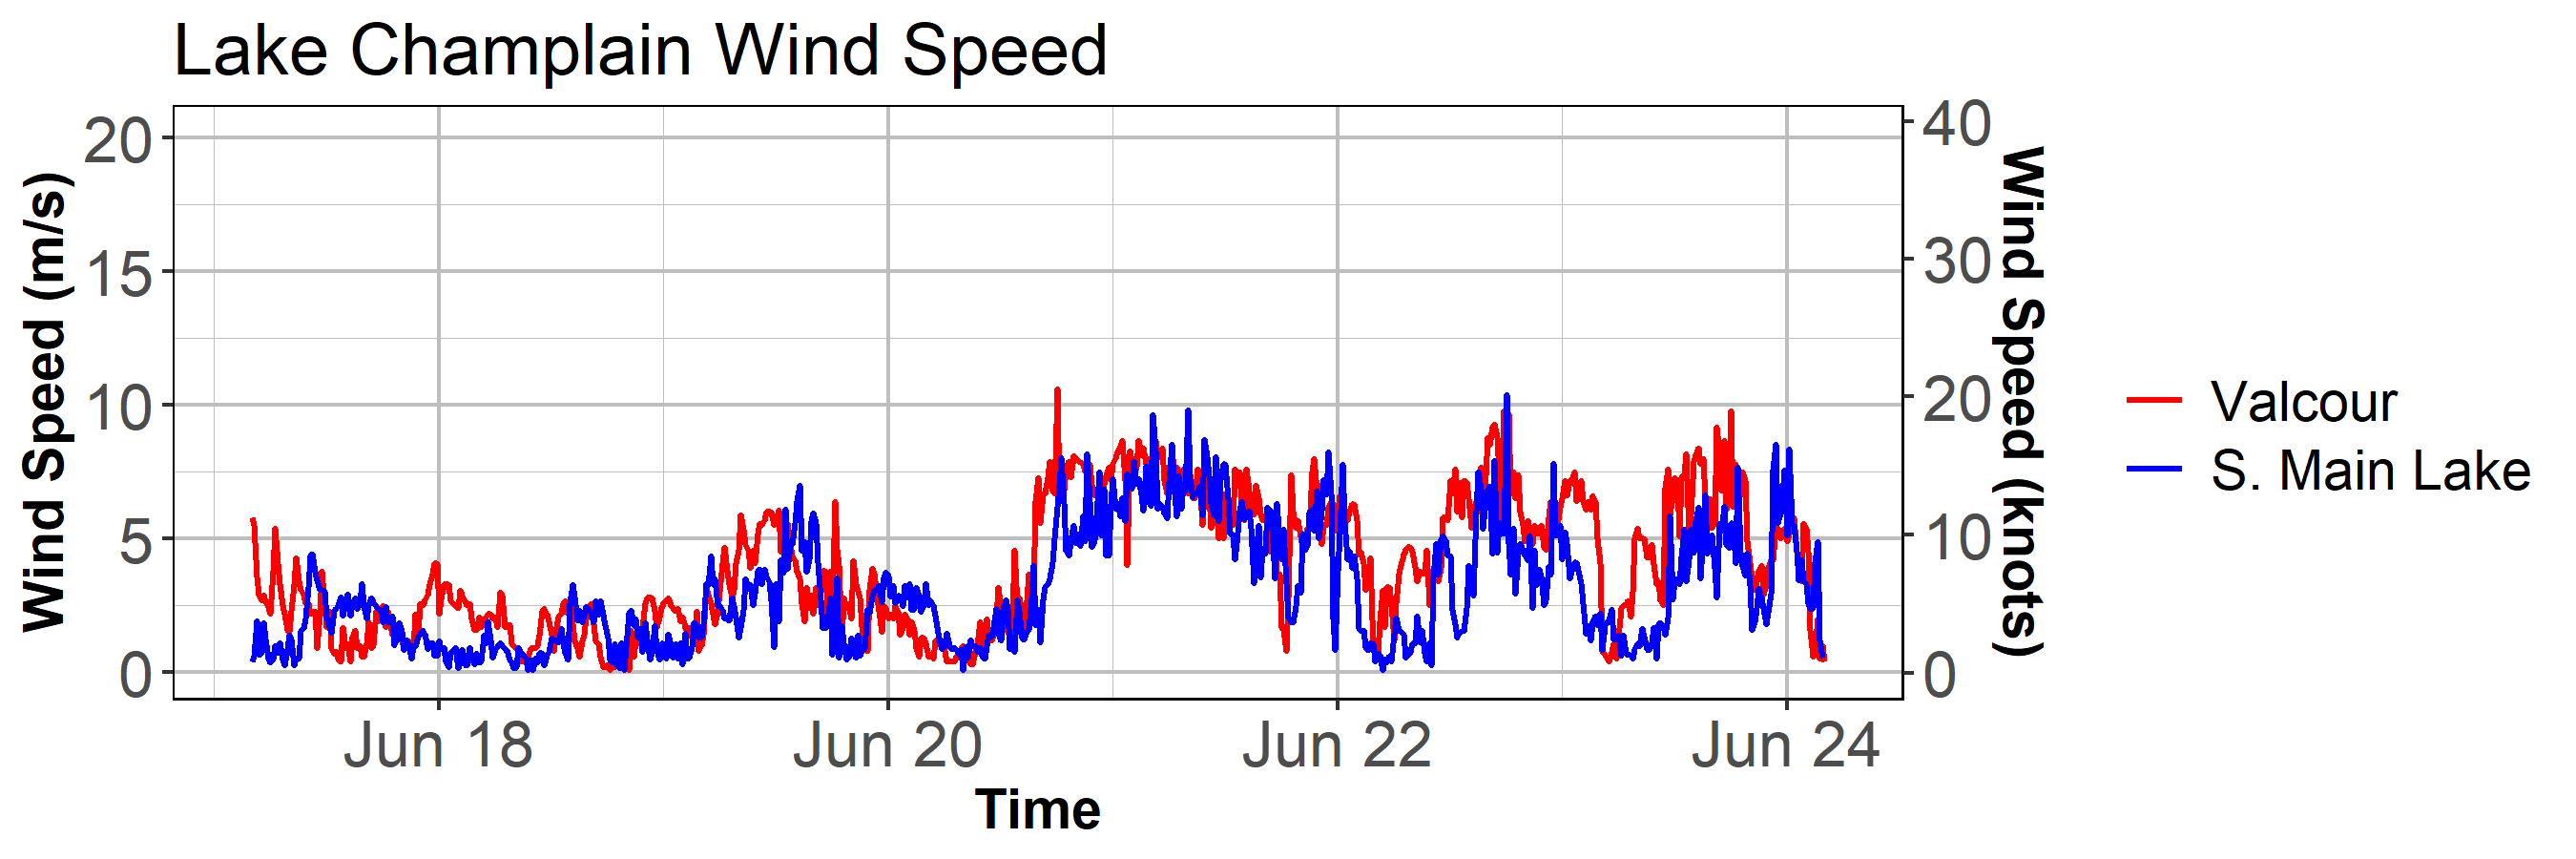 Lake Champlain Wind Speed
Wind Speed (m/s)
20
15
10
5
0
40
30
20
10
0
Wind Speed (knots)
Jun 18
Jun 20
Jun 22
Jun 24
Time
Valcour
S. Main Lake